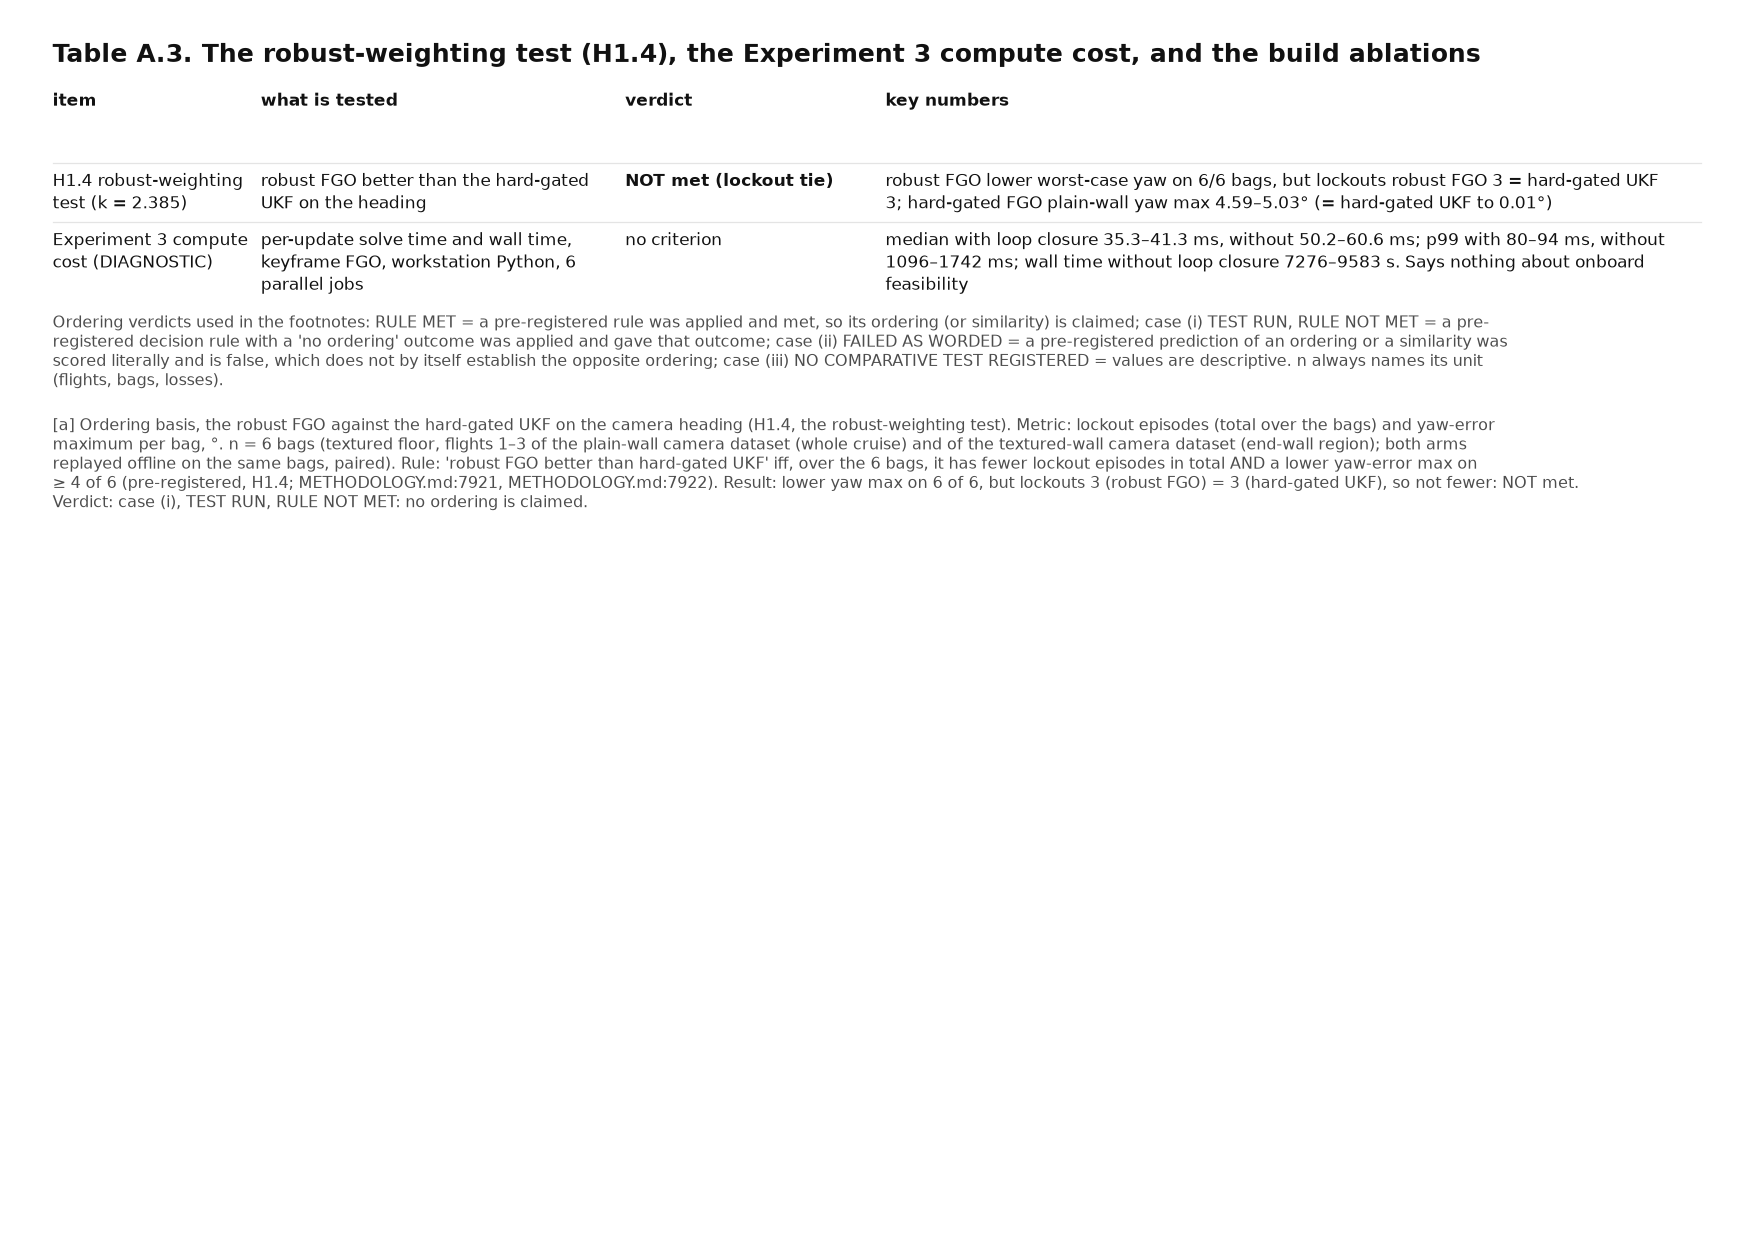 Table A.3. The robust-weighting test (H1.4), the Experiment 3 compute cost, and the build ablations
item what is tested verdict key numbers
H1.4 robust-weighting robust FGO better than the hard-gated NOT met (lockout tie) robust FGO lower worst-case yaw on 6/6 bags, but lockouts robust FGO 3 = hard-gated UKF
test (k = 2.385) UKF on the heading 3; hard-gated FGO plain-wall yaw max 4.59–5.03° (= hard-gated UKF to 0.01°)
Experiment 3 compute per-update solve time and wall time, no criterion median with loop closure 35.3–41.3 ms, without 50.2–60.6 ms; p99 with 80–94 ms, without
cost (DIAGNOSTIC) keyframe FGO, workstation Python, 6 1096–1742 ms; wall time without loop closure 7276–9583 s. Says nothing about onboard
parallel jobs feasibility
Ordering verdicts used in the footnotes: RULE MET = a pre-registered rule was applied and met, so its ordering (or similarity) is claimed; case (i) TEST RUN, RULE NOT MET = a pre-
registered decision rule with a 'no ordering' outcome was applied and gave that outcome; case (ii) FAILED AS WORDED = a pre-registered prediction of an ordering or a similarity was
scored literally and is false, which does not by itself establish the opposite ordering; case (iii) NO COMPARATIVE TEST REGISTERED = values are descriptive. n always names its unit
(flights, bags, losses).
[a] Ordering basis, the robust FGO against the hard-gated UKF on the camera heading (H1.4, the robust-weighting test). Metric: lockout episodes (total over the bags) and yaw-error
maximum per bag, °. n = 6 bags (textured floor, flights 1–3 of the plain-wall camera dataset (whole cruise) and of the textured-wall camera dataset (end-wall region); both arms
replayed offline on the same bags, paired). Rule: 'robust FGO better than hard-gated UKF' iff, over the 6 bags, it has fewer lockout episodes in total AND a lower yaw-error max on
≥ 4 of 6 (pre-registered, H1.4; METHODOLOGY.md:7921, METHODOLOGY.md:7922). Result: lower yaw max on 6 of 6, but lockouts 3 (robust FGO) = 3 (hard-gated UKF), so not fewer: NOT met.
Verdict: case (i), TEST RUN, RULE NOT MET: no ordering is claimed.